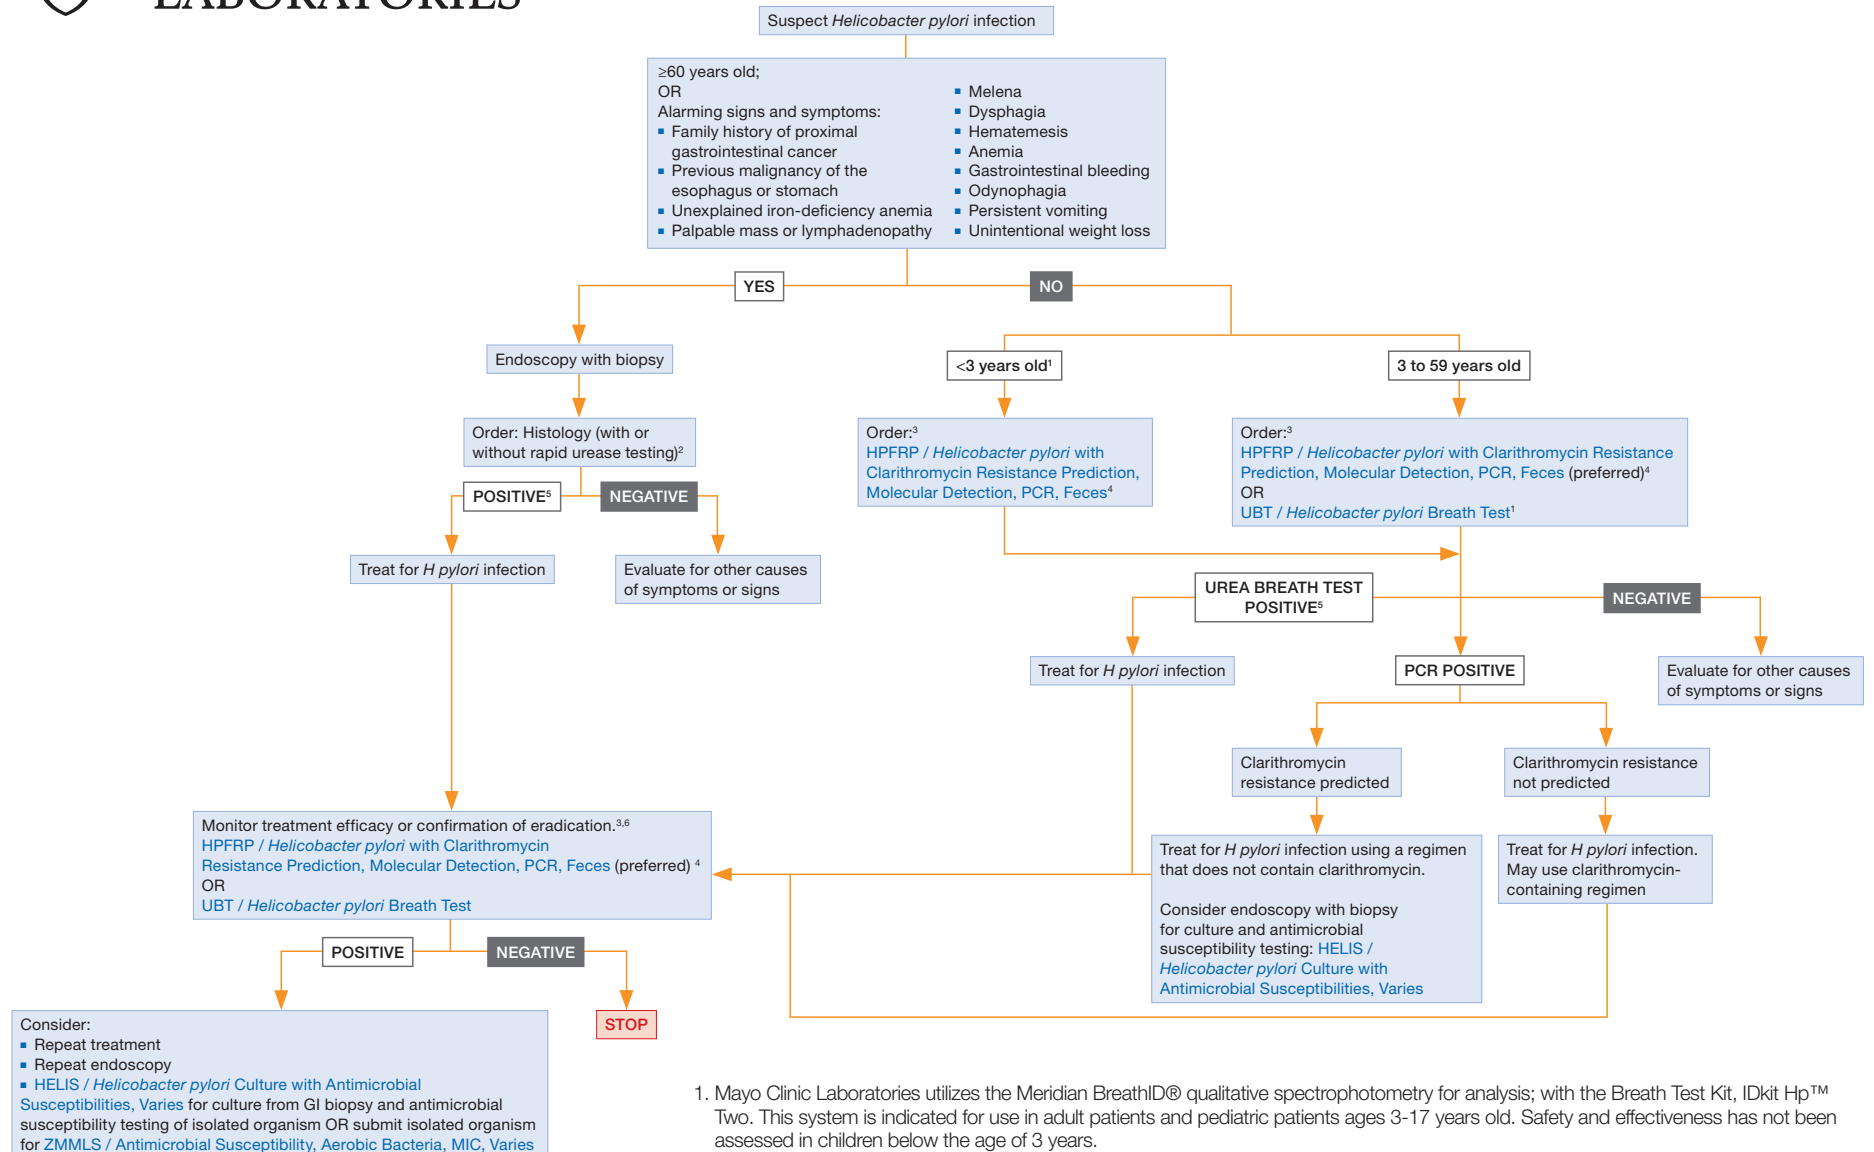 LABORATORIES
Suspect Helicobacter pylori infection
≥60 years old;
OR
Alarming signs and symptoms:
▪ Family history of proximal
gastrointestinal cancer
▪ Previous malignancy of the
esophagus or stomach
▪ Unexplained iron-deficiency anemia
▪ Palpable mass or lymphadenopathy
▪ Melena
▪ Dysphagia
▪ Hematemesis
▪ Anemia
▪ Gastrointestinal bleeding
▪ Odynophagia
▪ Persistent vomiting
▪ Unintentional weight loss
YES
NO
Endoscopy with biopsy
<3 years old¹
3 to 59 years old
Order: Histology (with or
without rapid urease testing)²
Order:³
HPFRP / Helicobacter pylori with
Clarithromycin Resistance Prediction,
Molecular Detection, PCR, Feces⁴
Order:³
HPFRP / Helicobacter pylori with Clarithromycin Resistance
Prediction, Molecular Detection, PCR, Feces (preferred)⁴
OR
UBT / Helicobacter pylori Breath Test¹
POSITIVE⁵
NEGATIVE
Treat for H pylori infection
Evaluate for other causes
of symptoms or signs
UREA BREATH TEST
POSITIVE⁵
NEGATIVE
Treat for H pylori infection
PCR POSITIVE
Evaluate for other causes
of symptoms or signs
Clarithromycin
resistance predicted
Clarithromycin resistance
not predicted
Monitor treatment efficacy or confirmation of eradication.³,⁶
HPFRP / Helicobacter pylori with Clarithromycin
Resistance Prediction, Molecular Detection, PCR, Feces (preferred) ⁴
OR
UBT / Helicobacter pylori Breath Test
Treat for H pylori infection using a regimen
that does not contain clarithromycin.
Consider endoscopy with biopsy
for culture and antimicrobial
susceptibility testing: HELIS /
Helicobacter pylori Culture with
Antimicrobial Susceptibilities, Varies
Treat for H pylori infection.
May use clarithromycin-
containing regimen
POSITIVE
NEGATIVE
STOP
Consider:
▪ Repeat treatment
▪ Repeat endoscopy
▪ HELIS / Helicobacter pylori Culture with Antimicrobial
Susceptibilities, Varies for culture from GI biopsy and antimicrobial
susceptibility testing of isolated organism OR submit isolated organism
for ZMMLS / Antimicrobial Susceptibility, Aerobic Bacteria, MIC, Varies
1. Mayo Clinic Laboratories utilizes the Meridian BreathID® qualitative spectrophotometry for analysis; with the Breath Test Kit, IDkit Hp™
Two. This system is indicated for use in adult patients and pediatric patients ages 3-17 years old. Safety and effectiveness has not been
assessed in children below the age of 3 years.